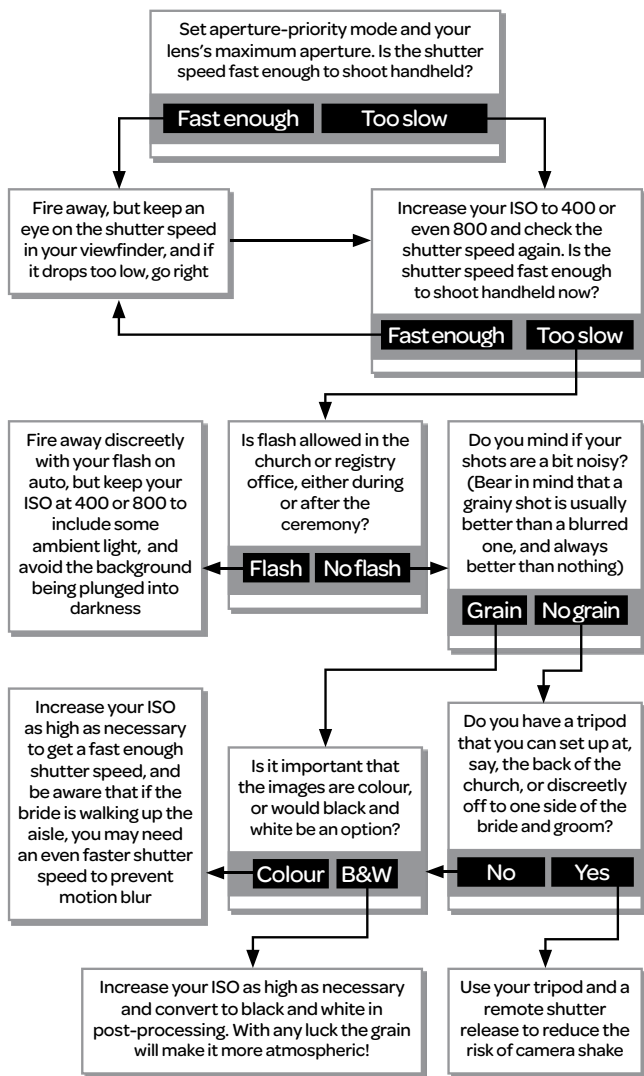 Set aperture-priority mode and your
lens's maximum aperture. Is the shutter
speed fast enough to shoot handheld?
Fast enough
Too slow
Fire away, but keep an
eye on the shutter speed
in your viewfinder, and if
it drops too low, go right
Increase your ISO to 400 or
even 800 and check the
shutter speed again. Is the
shutter speed fast enough
to shoot handheld now?
Fast enough
Too slow
Fire away discreetly
with your flash on
auto, but keep your
ISO at 400 or 800 to
include some
ambient light, and
avoid the background
being plunged into
darkness
Is flash allowed in the
church or registry
office, either during
or after the
ceremony?
Flash
No flash
Do you mind if your
shots are a bit noisy?
(Bear in mind that a
grainy shot is usually
better than a blurred
one, and always
better than nothing)
Grain
No grain
Increase your ISO
as high as necessary
to get a fast enough
shutter speed, and
be aware that if the
bride is walking up the
aisle, you may need
an even faster shutter
speed to prevent
motion blur
Is it important that
the images are colour,
or would black and
white be an option?
Colour
B&W
Do you have a tripod
that you can set up at,
say, the back of the
church, or discreetly
off to one side of the
bride and groom?
No
Yes
Increase your ISO as high as necessary
and convert to black and white in
post-processing. With any luck the grain
will make it more atmospheric!
Use your tripod and a
remote shutter
release to reduce the
risk of camera shake